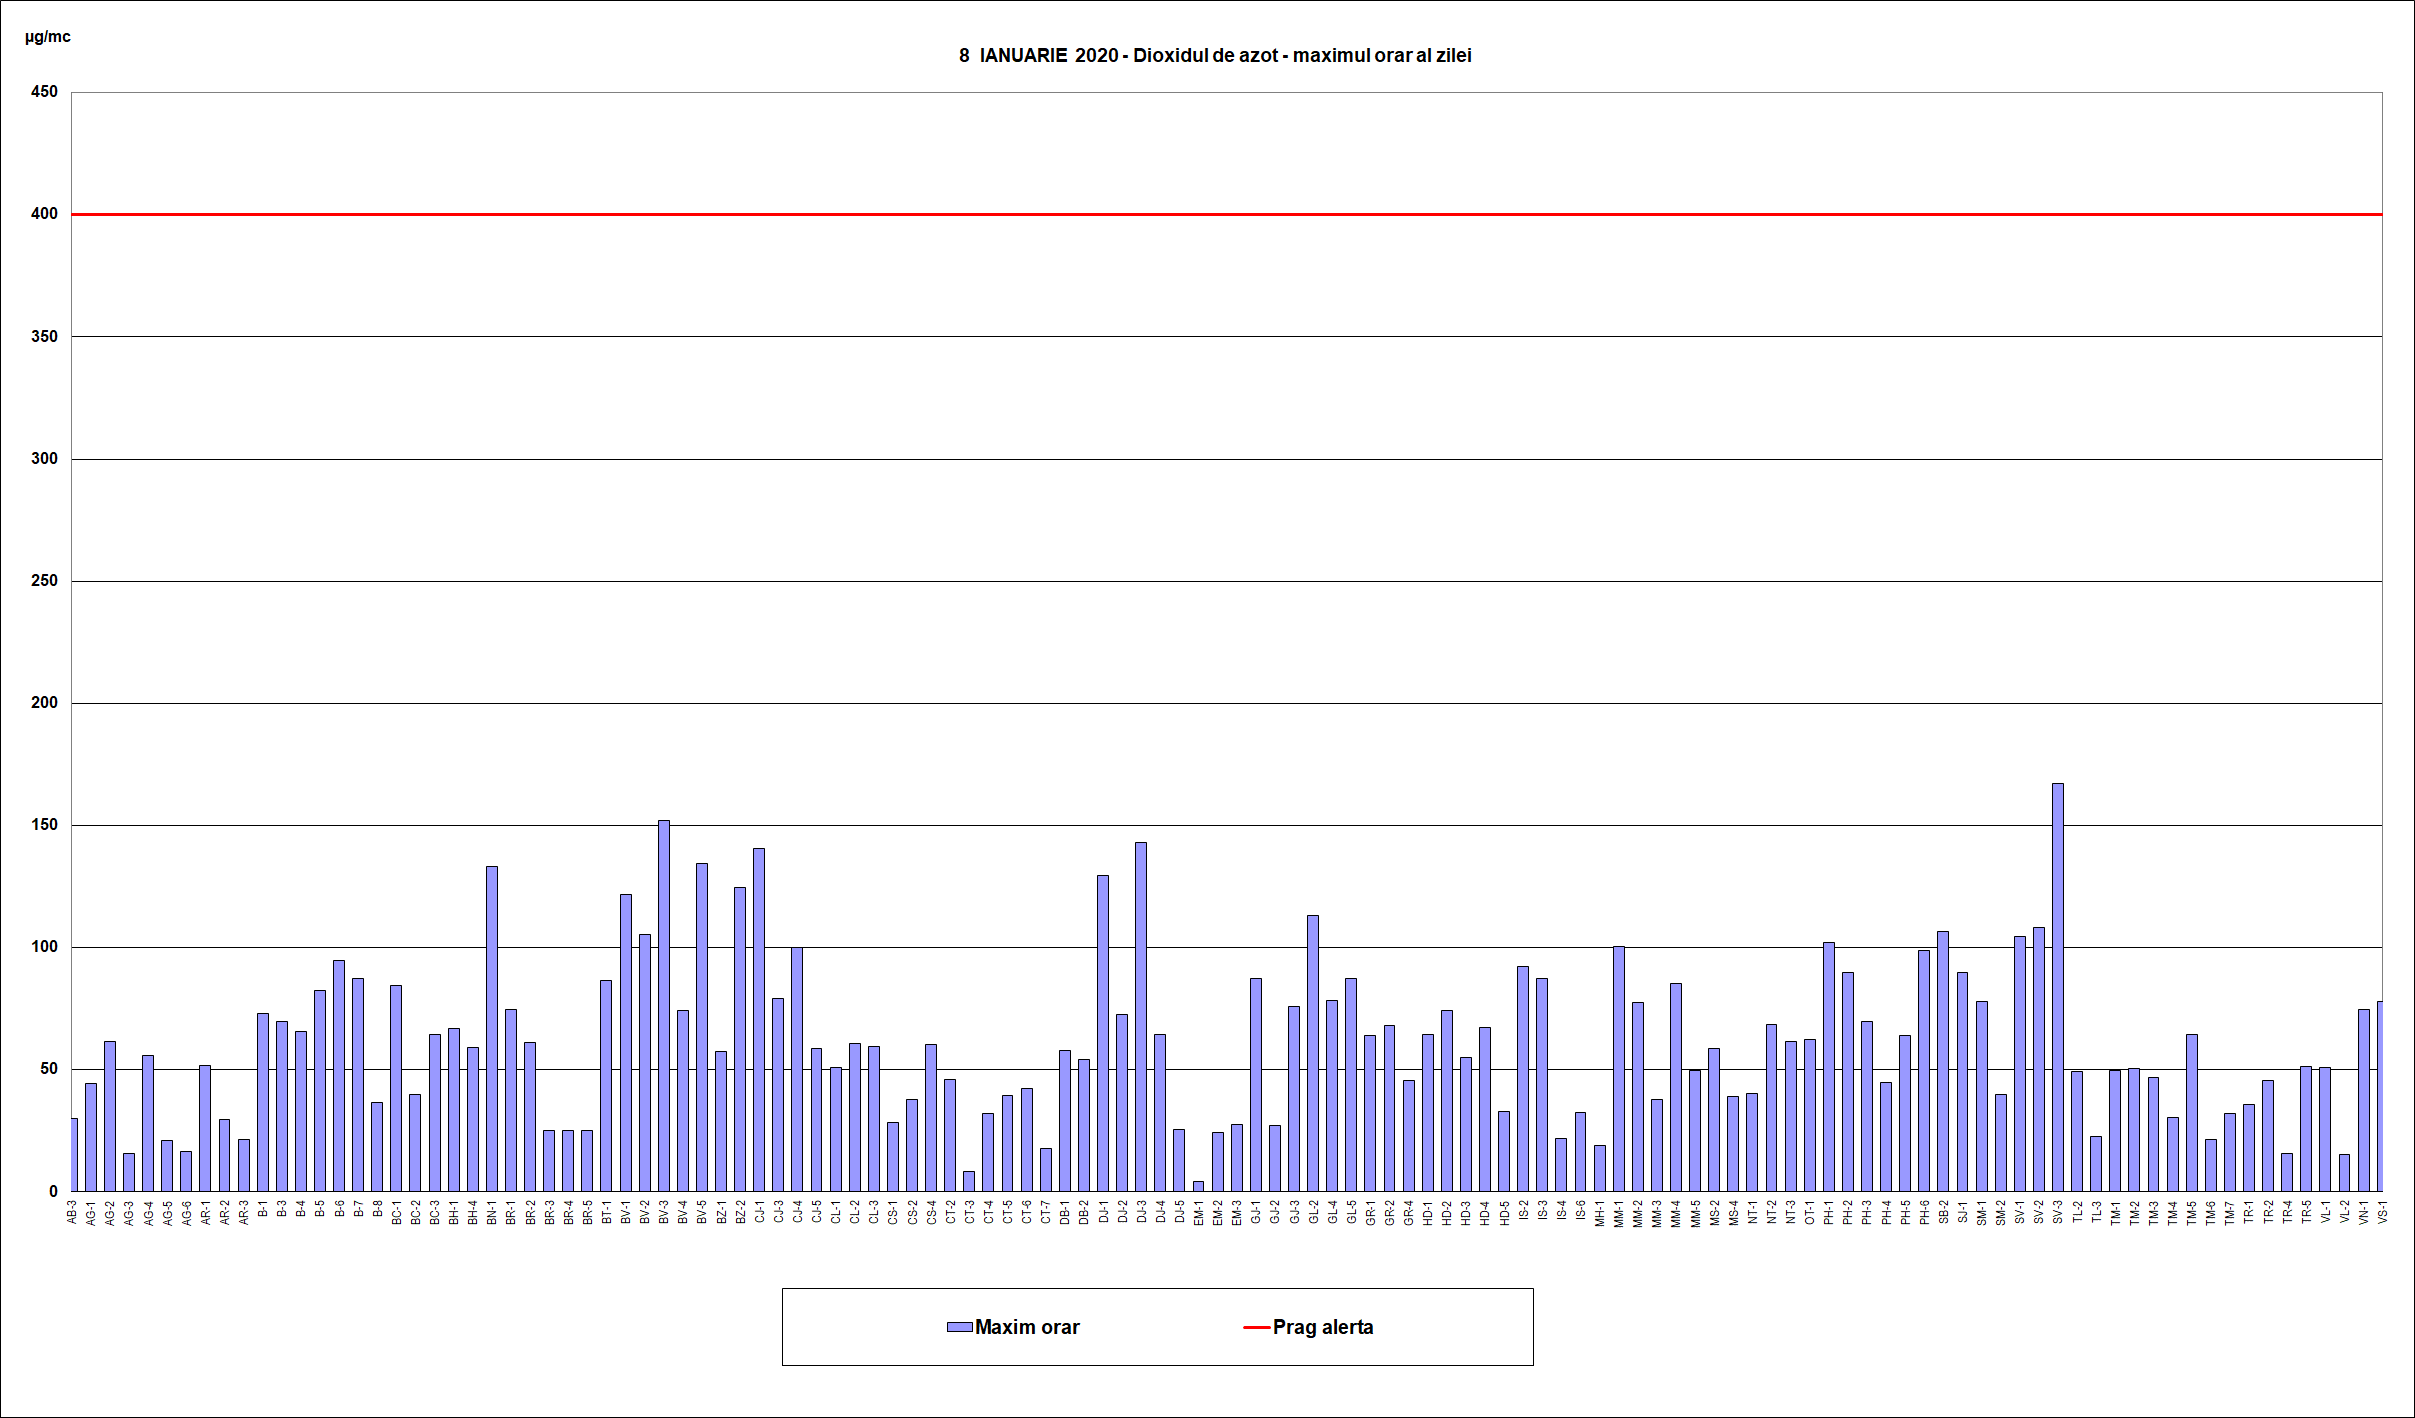 µg/mc
8 IANUARIE 2020 - Dioxidul de azot - maximul orar al zilei
450
400
350
300
250
200
150
100
50
0
AB-3 AG-1 AG-2 AG-3 AG-4 AG-5 AG-6 AR-1 AR-2 AR-3 B-1 B-3 B-4 B-5 B-6 B-7 B-8 BC-1 BC-2 BC-3 BH-1 BH-4 BN-1 BR-1 BR-2 BR-3 BR-4 BR-5 BT-1 BV-1 BV-2 BV-3 BV-4 BV-5 BZ-1 BZ-2 CJ-1 CJ-3 CJ-4 CJ-5 CL-1 CL-2 CL-3 CS-1 CS-2 CS-4 CT-2 CT-3 CT-4 CT-5 CT-6 CT-7 DB-1 DB-2 DJ-1 DJ-2 DJ-3 DJ-4 DJ-5 EM-1 EM-2 EM-3 GJ-1 GJ-2 GJ-3 GL-2 GL-4 GL-5 GR-1 GR-2 GR-4 HD-1 HD-2 HD-3 HD-4 HD-5 IS-2 IS-3 IS-4 IS-6 MH-1 MM-1 MM-2 MM-3 MM-4 MM-5 MS-2 MS-4 NT-1 NT-2 NT-3 OT-1 PH-1 PH-2 PH-3 PH-4 PH-5 PH-6 SB-2 SJ-1 SM-1 SM-2 SV-1 SV-2 SV-3 TL-2 TL-3 TM-1 TM-2 TM-3 TM-4 TM-5 TM-6 TM-7 TR-1 TR-2 TR-4 TR-5 VL-1 VL-2 VN-1 VS-1
Maxim orar Prag alerta